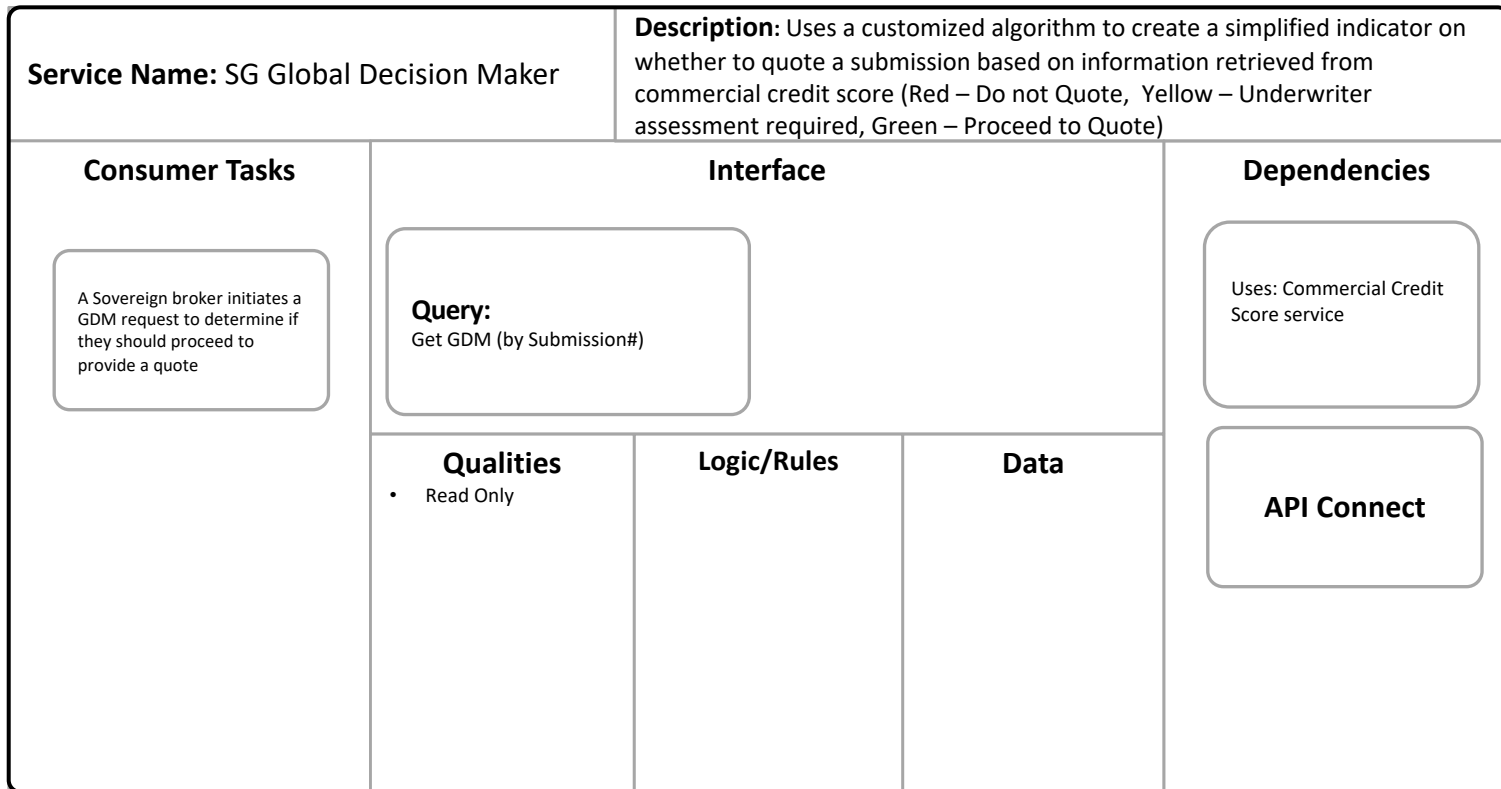 Service Name: SG Global Decision Maker
Description: Uses a customized algorithm to create a simplified indicator on
whether to quote a submission based on information retrieved from
commercial credit score (Red – Do not Quote,  Yellow – Underwriter
assessment required, Green – Proceed to Quote)
Consumer Tasks
A Sovereign broker initiates a
GDM request to determine if
they should proceed to
provide a quote
Interface
Query:
Get GDM (by Submission#)
Qualities
• Read Only
Logic/Rules
Data
Dependencies
Uses: Commercial Credit
Score service
API Connect